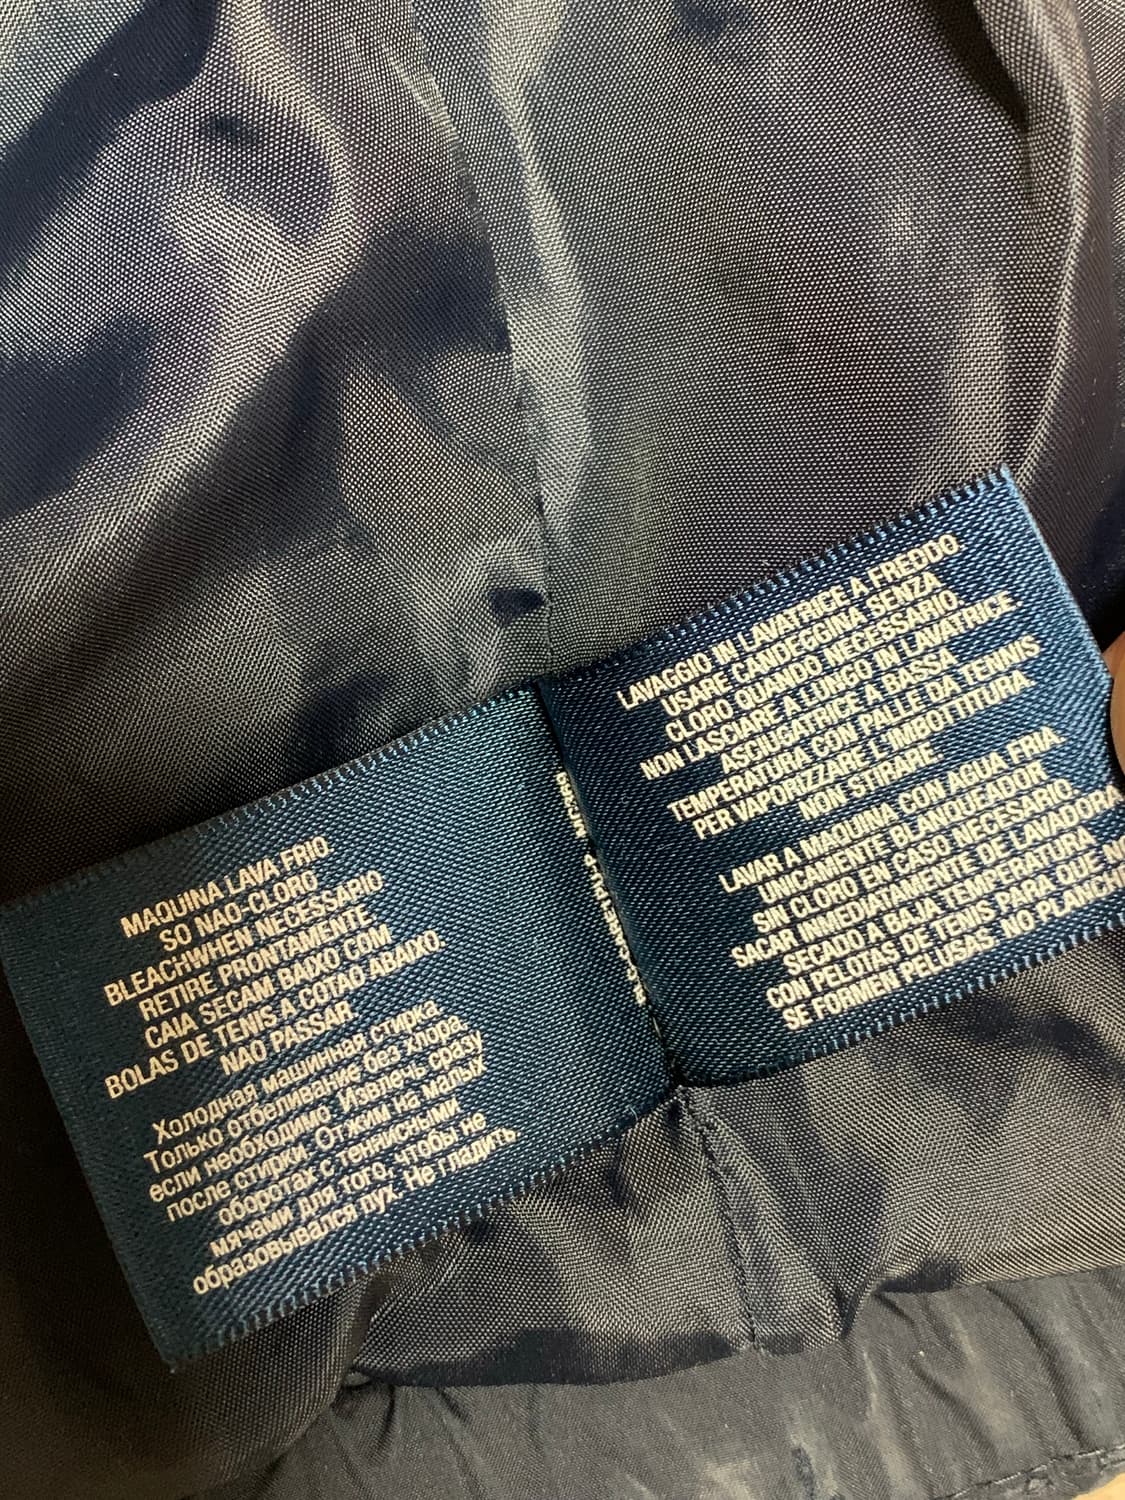 MAQUINA LAVA FRIO
SO NAO-CLORO
BLEACHWHEN NECESSÁRIO
RETIRE PRONTAMENTE
CAIA SECAM BAIXO COM
BOLAS DE TENIS A COTAO ABAIXO.
NAO PASSAR
Холодная машинная стирка
Только отбеливание без Хлора,
если необходимо. Извлечь сразу
после стирки. Отжим на малых
оборотах с теннисными
мячами для того, чтобы не
образовывался пух. Не гладить.
LAVAGGIO IN LAVATRIGE A FREDDO.
USARE CANDEGGINA SENZA
CLORO QUANDO NECESSARIO.
NON LASCIARE A LUNGO IN LAVATRICE.
ASCIUGATRICE A BASSA
TEMPERATURA CON PALLE DA TENNIS
PER VAPORIZZARE L'IMBOTTITURA
NON STIRARE
LAVAR A MAQUINA CON AGUA FRIA
UNICAMENTE BLANQUEADOR
SIN CLORO EN CASO NECESARIO.
SACAR IMMEDIATAMENTE DE LAVADORA
SECADO A BAJA TEMPERATURA
CON PELOTAS DE TENIS PARA QUE NO
SE FORMEN PELUSAS. NO PLANCH